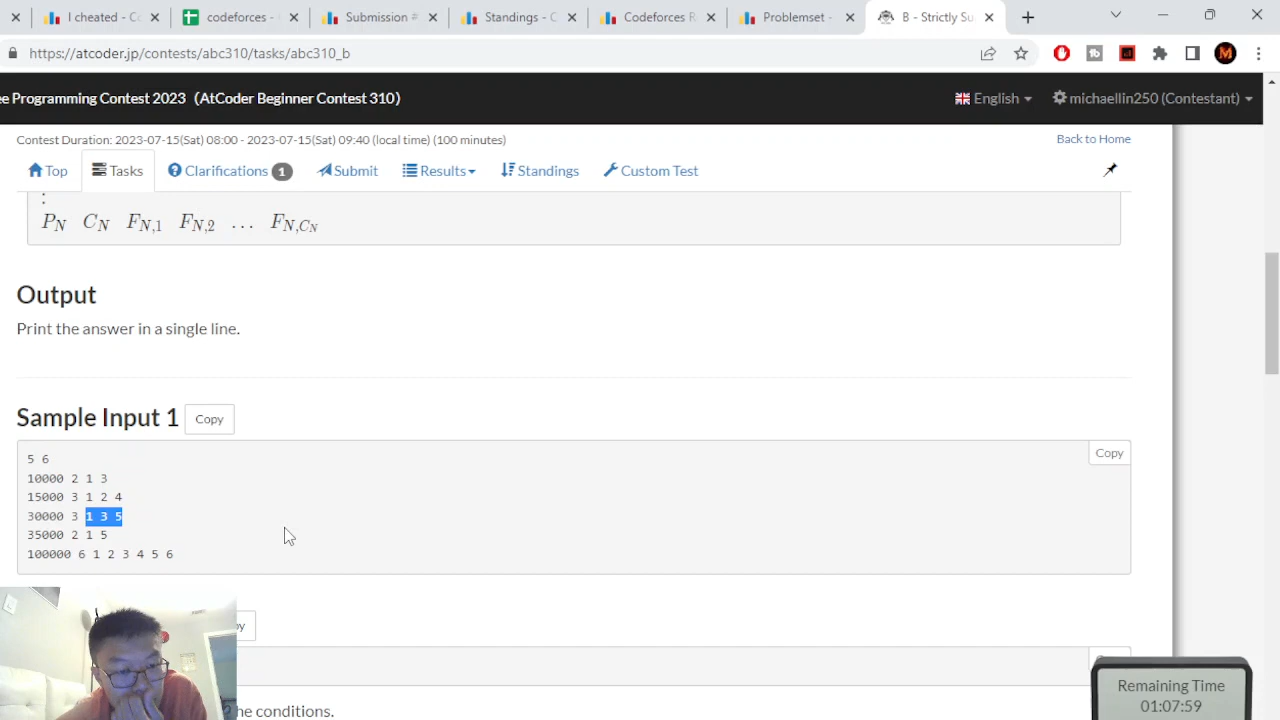 I cheated - Co
codeforces -
Submission #
Standings - C
Codeforces R
Problemset -
B - Strictly Su
https://atcoder.jp/contests/abc310/tasks/abc310_b
ee Programming Contest 2023 (AtCoder Beginner Contest 310)
English
michaellin250 (Contestant)
Contest Duration: 2023-07-15(Sat) 08:00 - 2023-07-15(Sat) 09:40 (local time) (100 minutes)
Back to Home
Top
Tasks
Clarifications 1
Submit
Results
Standings
Custom Test
⋮
P_N C_N F_{N,1} F_{N,2} … F_{N,C_N}
Output
Print the answer in a single line.
Sample Input 1
Copy
Copy
5 6
10000 2 1 3
15000 3 1 2 4
30000 3 1 3 5
35000 2 1 5
100000 6 1 2 3 4 5 6
he conditions.
Remaining Time
01:07:59